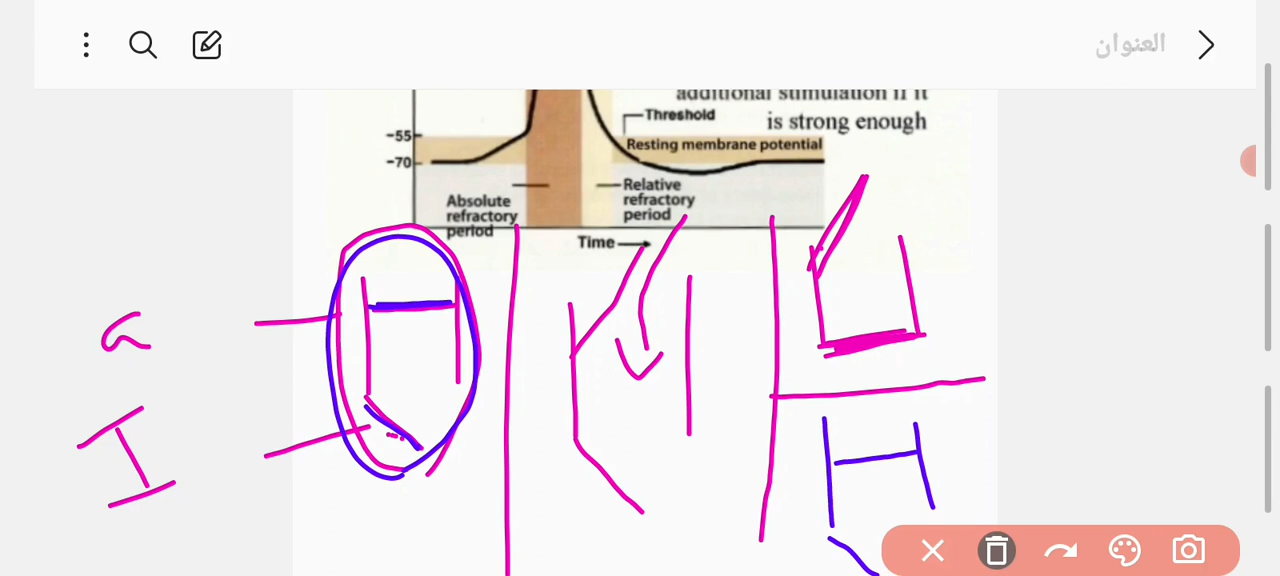 العنوان
additional stimulation if it
is strong enough
Threshold
-55
Resting membrane potential
-70
Absolute
refractory
period
Relative
refractory
period
Time
a
I